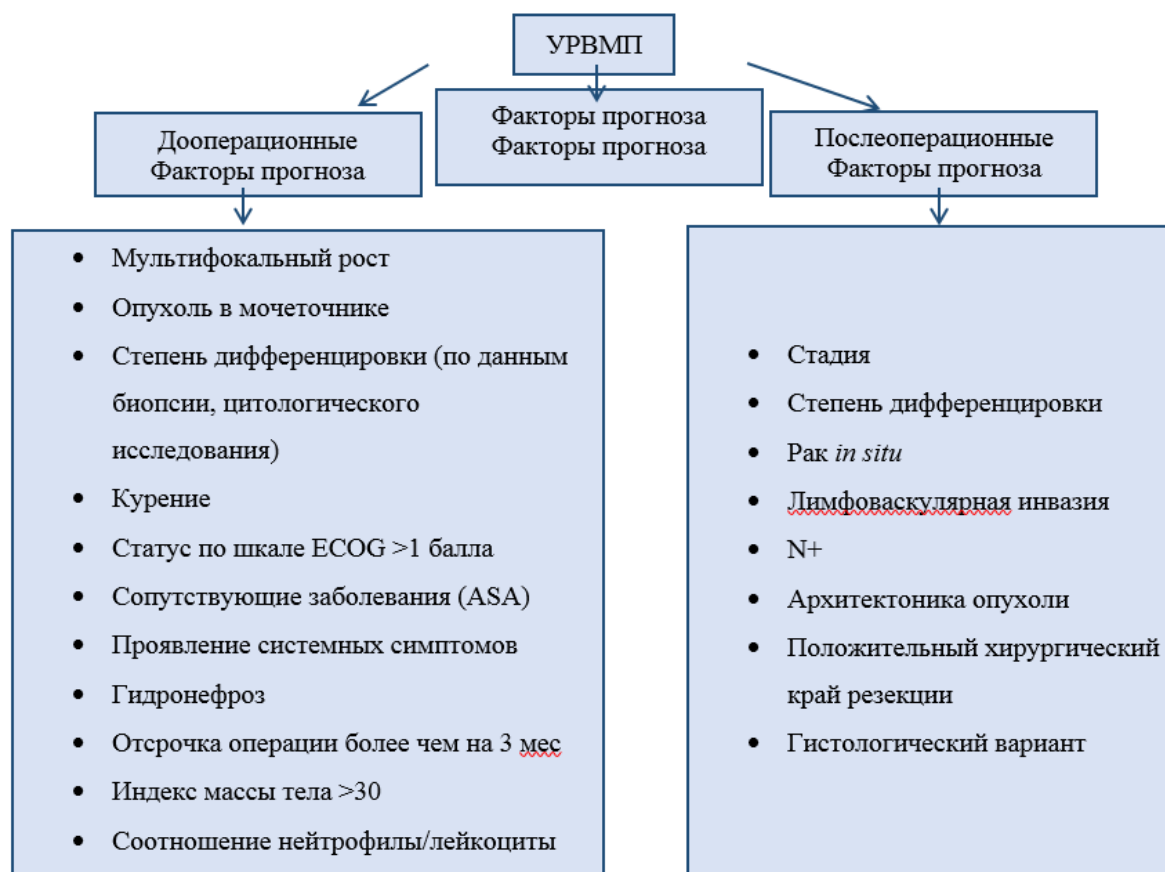 УРВМП
Факторы прогноза
Факторы прогноза
Дооперационные
Факторы прогноза
Послеоперационные
Факторы прогноза
• Мультифокальный рост
• Опухоль в мочеточнике
• Степень дифференцировки (по данным
биопсии, цитологического
исследования)
• Курение
• Статус по шкале ECOG >1 балла
• Сопутствующие заболевания (ASA)
• Проявление системных симптомов
• Гидронефроз
• Отсрочка операции более чем на 3 мес
• Индекс массы тела >30
• Соотношение нейтрофилы/лейкоциты
• Стадия
• Степень дифференцировки
• Рак in situ
• Лимфоваскулярная инвазия
• N+
• Архитектоника опухоли
• Положительный хирургический
край резекции
• Гистологический вариант